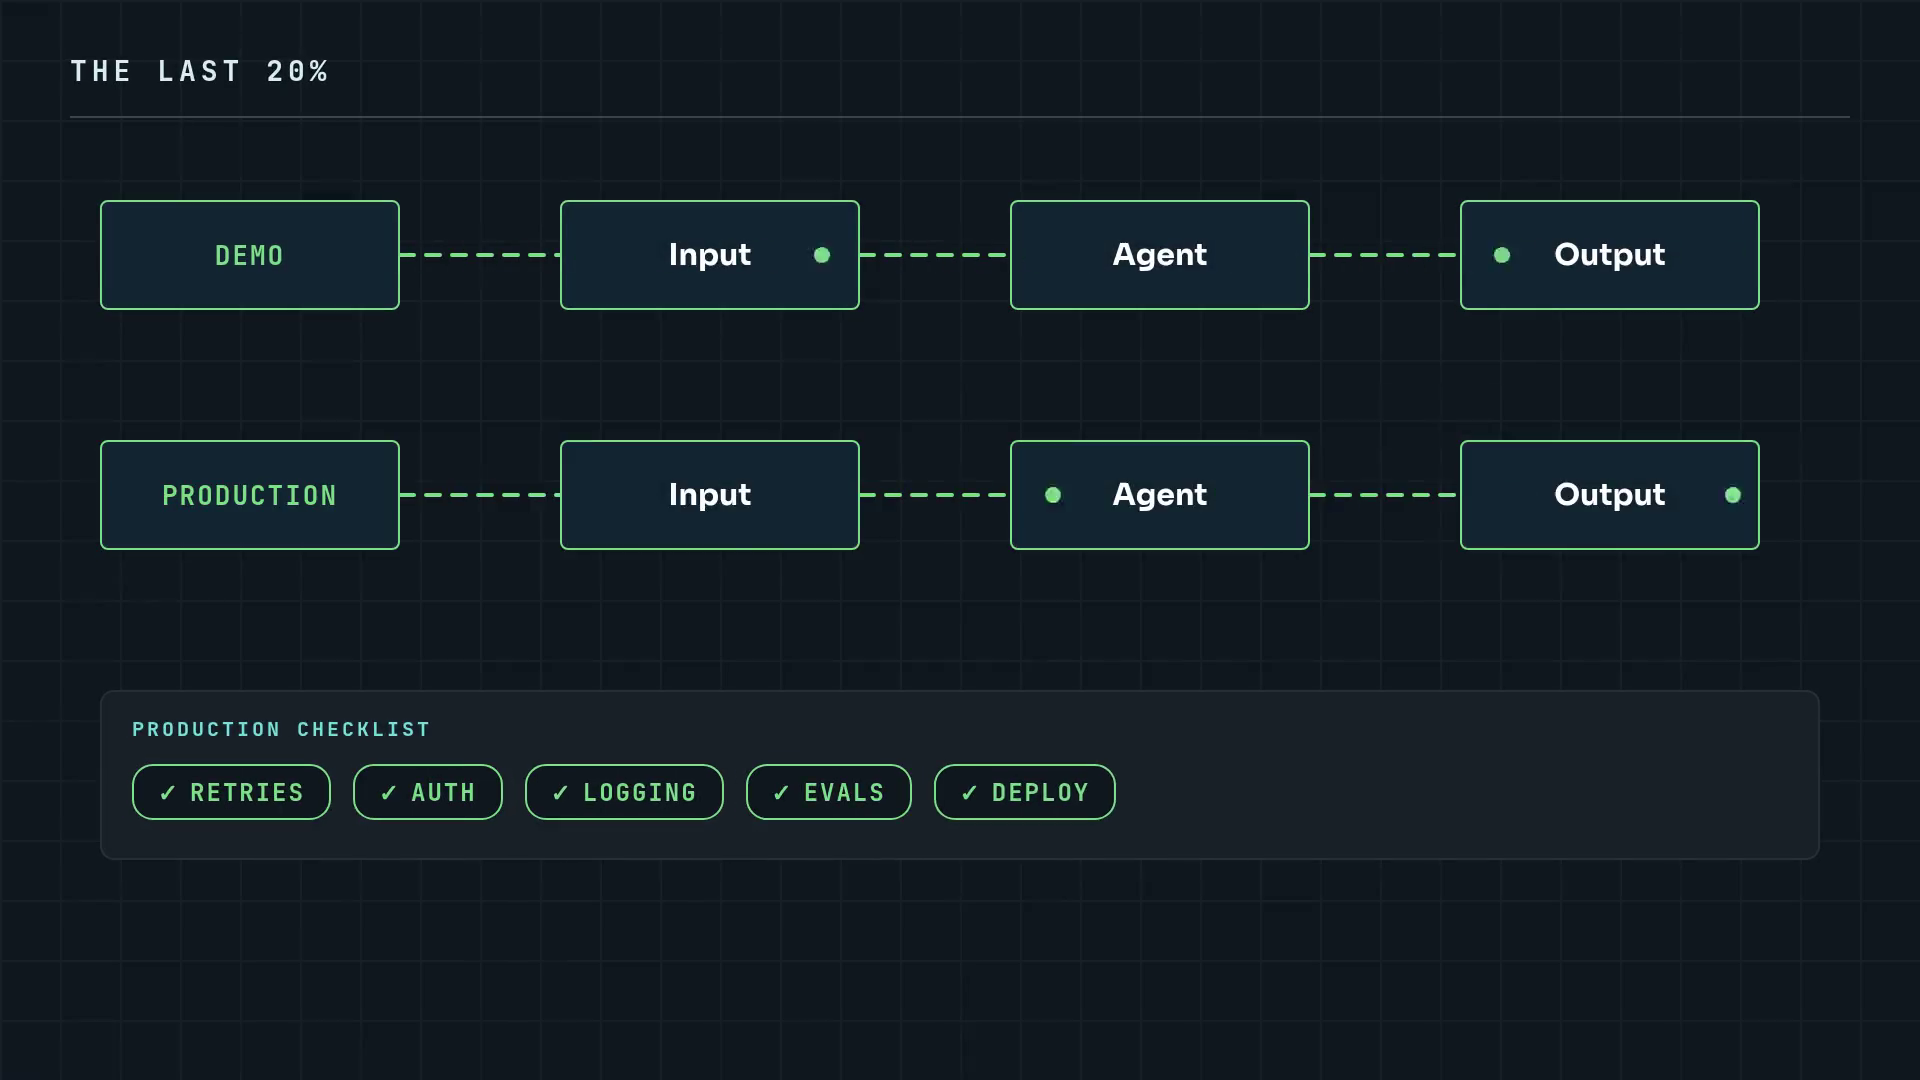 THE LAST 20%
DEMO Input Agent Output
PRODUCTION Input Agent Output
PRODUCTION CHECKLIST
✓ RETRIES ✓ AUTH ✓ LOGGING ✓ EVALS ✓ DEPLOY